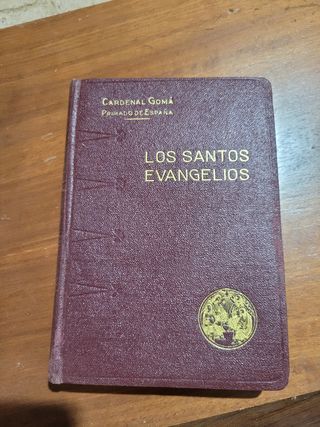 CARDENAL GOMÁ
PRIMADO DE ESPAÑA
LOS SANTOS
EVANGELIOS